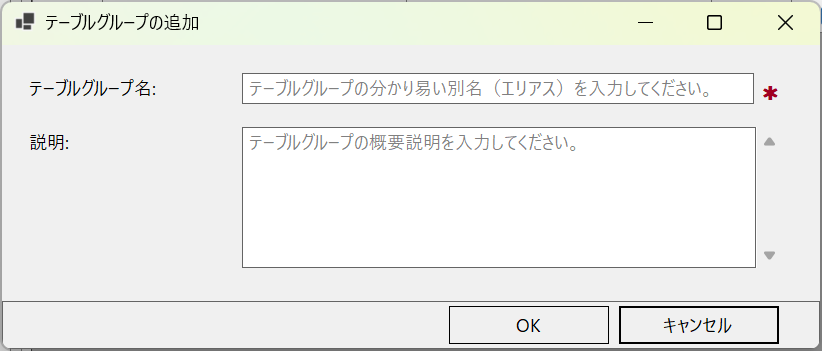 テーブルグループの追加
テーブルグループ名:
テーブルグループの分かり易い別名（エリアス）を入力してください。
*
説明:
テーブルグループの概要説明を入力してください。
OK
キャンセル